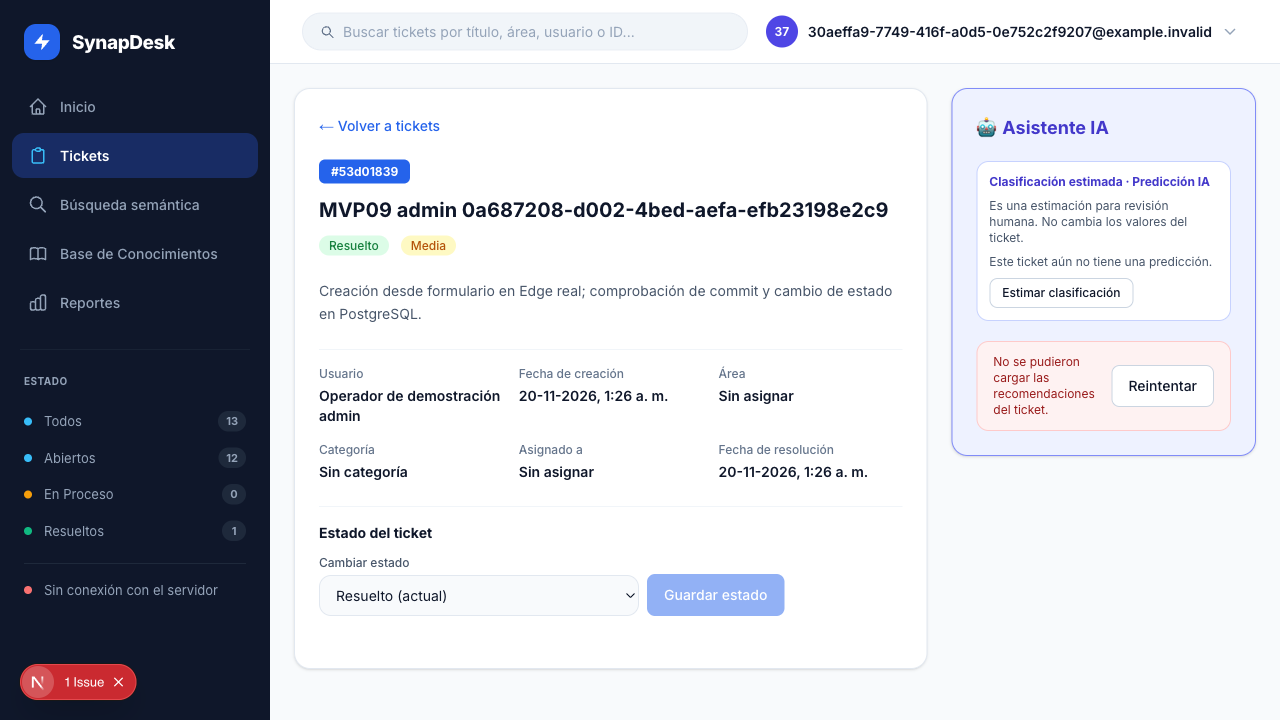 SynapDesk
Inicio
Tickets
Búsqueda semántica
Base de Conocimientos
Reportes
ESTADO
Todos 13
Abiertos 12
En Proceso 0
Resueltos 1
Sin conexión con el servidor
N 1 Issue
Buscar tickets por título, área, usuario o ID...
37 30aeffa9-7749-416f-a0d5-0e752c2f9207@example.invalid
← Volver a tickets
#53d01839
MVP09 admin 0a687208-d002-4bed-aefa-efb23198e2c9
Resuelto Media
Creación desde formulario en Edge real; comprobación de commit y cambio de estado
en PostgreSQL.
Usuario Fecha de creación Área
Operador de demostración 20-11-2026, 1:26 a. m. Sin asignar
admin
Categoría Asignado a Fecha de resolución
Sin categoría Sin asignar 20-11-2026, 1:26 a. m.
Estado del ticket
Cambiar estado
Resuelto (actual) Guardar estado
Asistente IA
Clasificación estimada · Predicción IA
Es una estimación para revisión
humana. No cambia los valores del
ticket.
Este ticket aún no tiene una predicción.
Estimar clasificación
No se pudieron
cargar las
recomendaciones
del ticket.
Reintentar